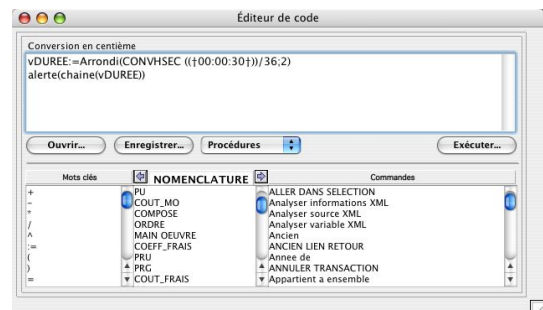 Éditeur de code
Conversion en centième
vDUREE:=Arrondi(CONVHSEC ((†00:00:30†))/36;2)
alerte(chaine(vDUREE))
Ouvrir... Enregistrer... Procédures Exécuter...
Mots clés NOMENCLATURE Commandes
+ PU ALLER DANS SELECTION
- COUT_MO Analyser informations XML
* COMPOSE Analyser source XML
/ ORDRE Analyser variable XML
^ MAIN OEUVRE Ancien
:= COEFF_FRAIS ANCIEN LIEN RETOUR
( PRU Annee de
) PRG ANNULER TRANSACTION
= COUT_FRAIS Appartient a ensemble